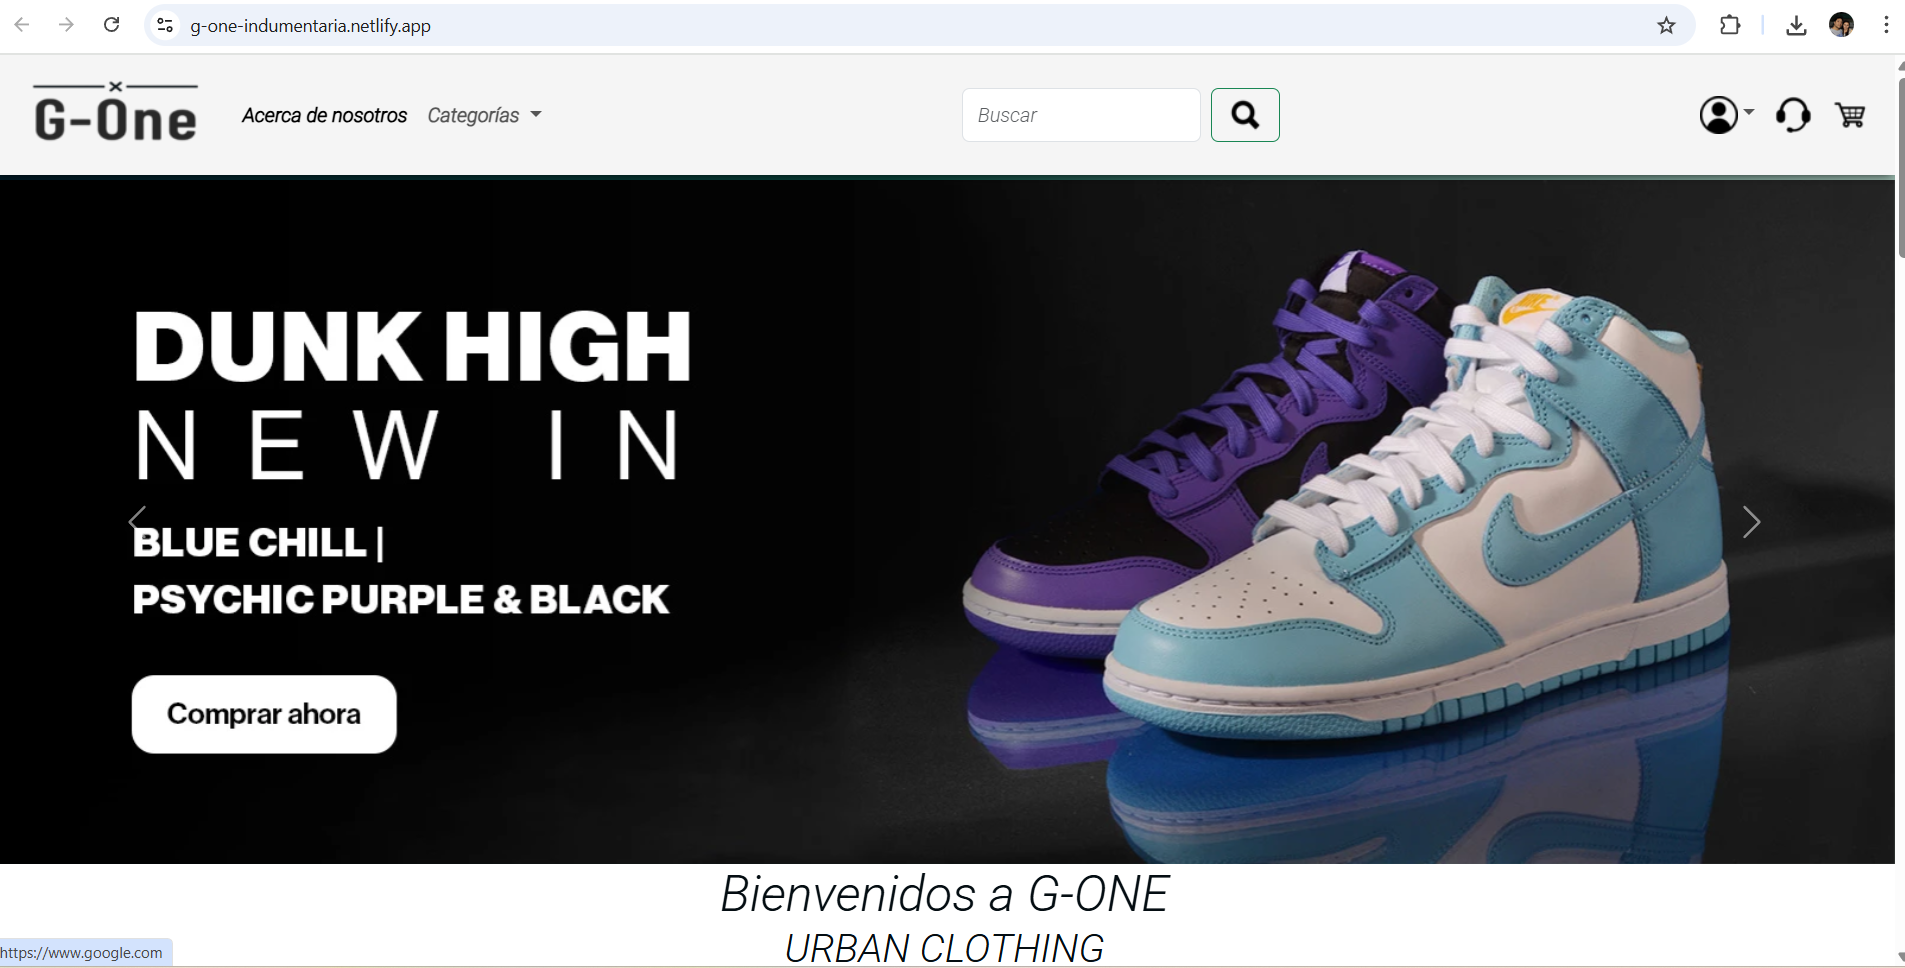 g-one-indumentaria.netlify.app
G-One
Acerca de nosotros
Categorías
Buscar
DUNK HIGH
NEW IN
BLUE CHILL |
PSYCHIC PURPLE & BLACK
Comprar ahora
Bienvenidos a G-ONE
URBAN CLOTHING
https://www.google.com